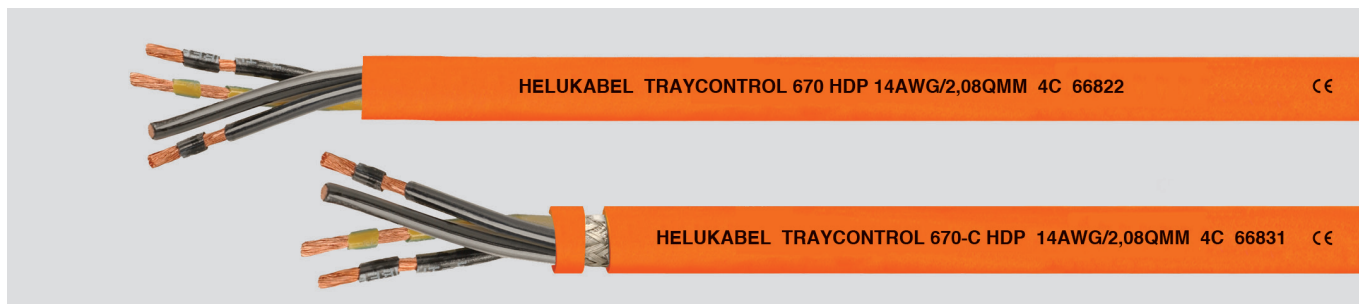 HELUKABEL TRAYCONTROL 670 HDP 14AWG/2,08QMM 4C 66822 CE
HELUKABEL TRAYCONTROL 670-C HDP 14AWG/2,08QMM 4C 66831 CE